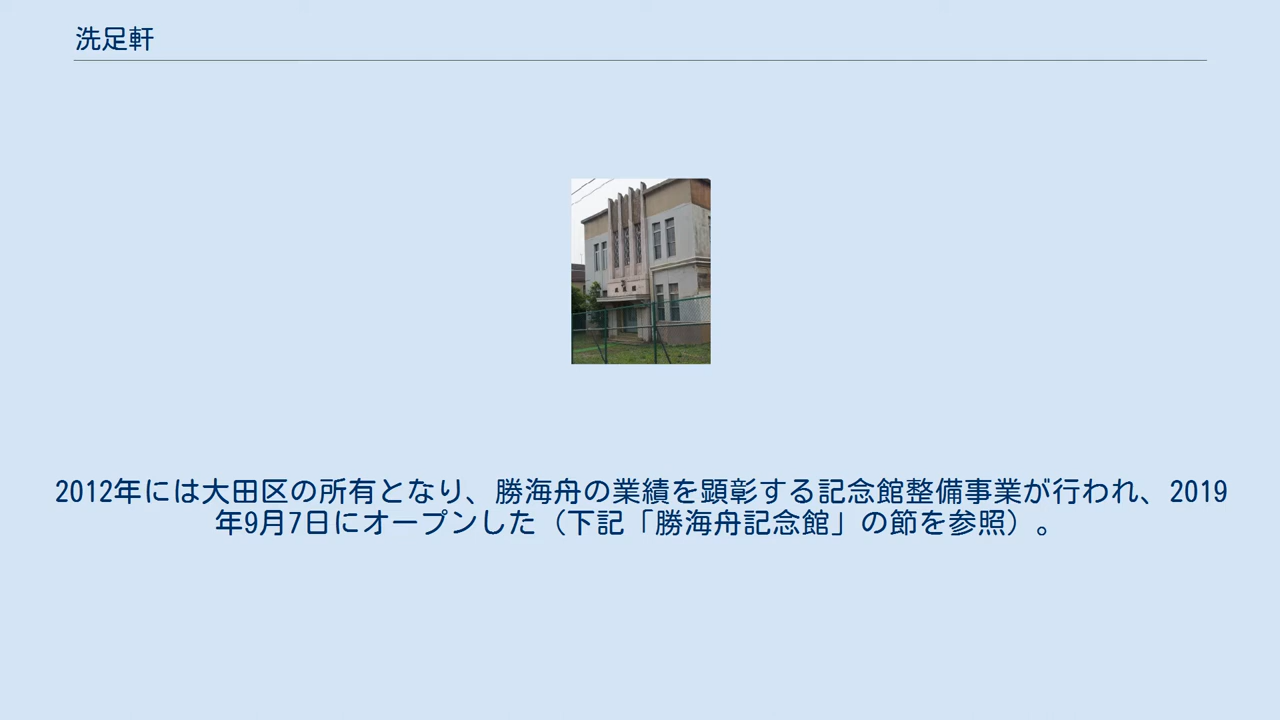 洗足軒
2012年には大田区の所有となり、勝海舟の業績を顕彰する記念館整備事業が行われ、2019
年9月7日にオープンした（下記「勝海舟記念館」の節を参照）。